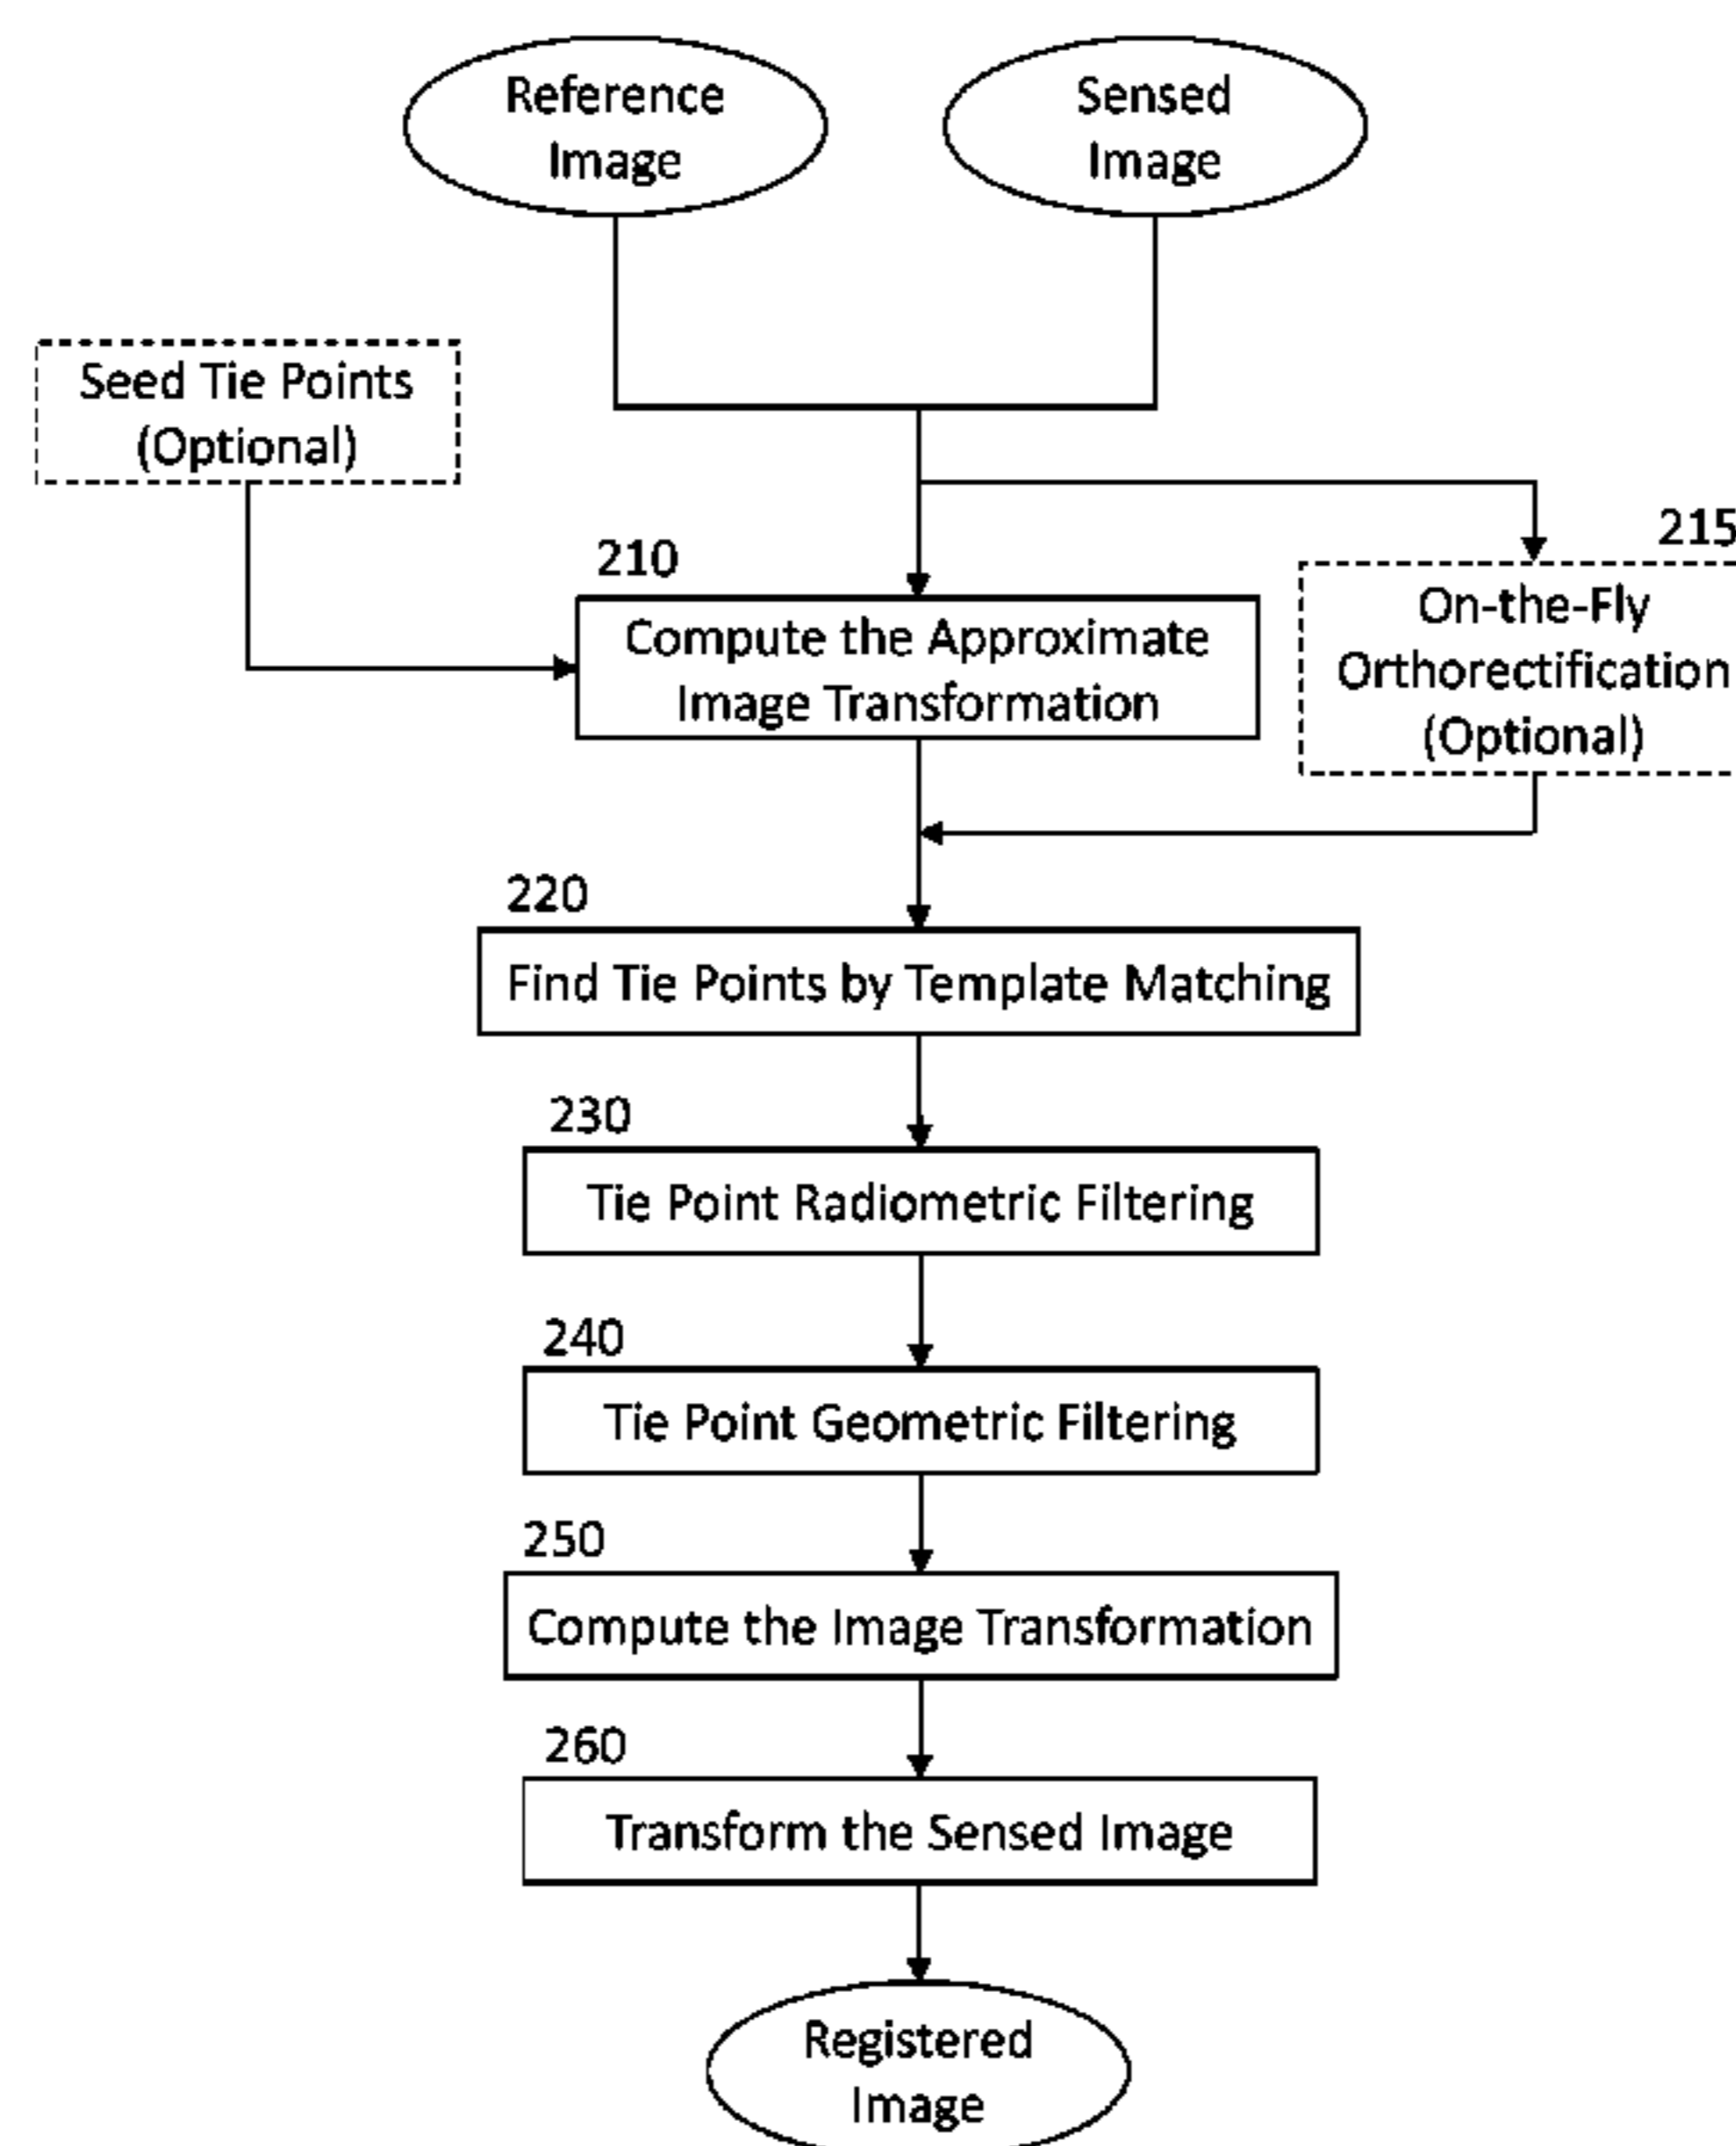 Reference
Image
Sensed
Image
Seed Tie Points
(Optional)
210
Compute the Approximate
Image Transformation
215
On-the-Fly
Orthorectification
(Optional)
220
Find Tie Points by Template Matching
230
Tie Point Radiometric Filtering
240
Tie Point Geometric Filtering
250
Compute the Image Transformation
260
Transform the Sensed Image
Registered
Image